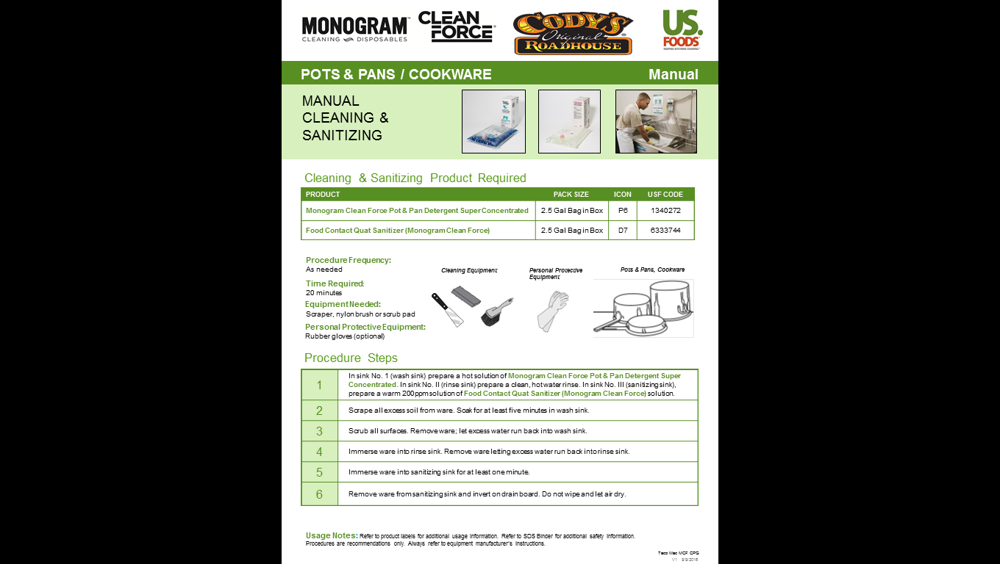 MONOGRAM
CLEANING DISPOSABLES
CLEAN
FORCE
CODY'S
Original
ROADHOUSE
US.
FOODS
KEEPING KITCHENS COOKING
POTS & PANS / COOKWARE Manual
MANUAL
CLEANING &
SANITIZING
Cleaning & Sanitizing Product Required
PRODUCT PACK SIZE ICON USF CODE
Monogram Clean Force Pot & Pan Detergent Super Concentrated 2.5 Gal Bag in Box P6 1340272
Food Contact Quat Sanitizer (Monogram Clean Force) 2.5 Gal Bag in Box D7 6333744
Procedure Frequency:
As needed
Time Required:
20 minutes
Equipment Needed:
Scraper, nylon brush or scrub pad
Personal Protective Equipment:
Rubber gloves (optional)
Cleaning Equipment
Personal Protective
Equipment
Pots & Pans, Cookware
Procedure Steps
1
In sink No. 1 (wash sink) prepare a hot solution of Monogram Clean Force Pot & Pan Detergent Super
Concentrated. In sink No. II (rinse sink) prepare a clean, hot water rinse. In sink No. III (sanitizing sink),
prepare a warm 200ppm solution of Food Contact Quat Sanitizer (Monogram Clean Force) solution.
2 Scrape all excess soil from ware. Soak for at least five minutes in wash sink.
3 Scrub all surfaces. Remove ware; let excess water run back into wash sink.
4 Immerse ware into rinse sink. Remove ware letting excess water run back into rinse sink.
5 Immerse ware into sanitizing sink for at least one minute.
6 Remove ware from sanitizing sink and invert on drain board. Do not wipe and let air dry.
Usage Notes: Refer to product labels for additional usage information. Refer to SDS Binder for additional safety information.
Procedures are recommendations only. Always refer to equipment manufacturer's instructions.
Taco Mac MCF CPG
V1 9/9/2016